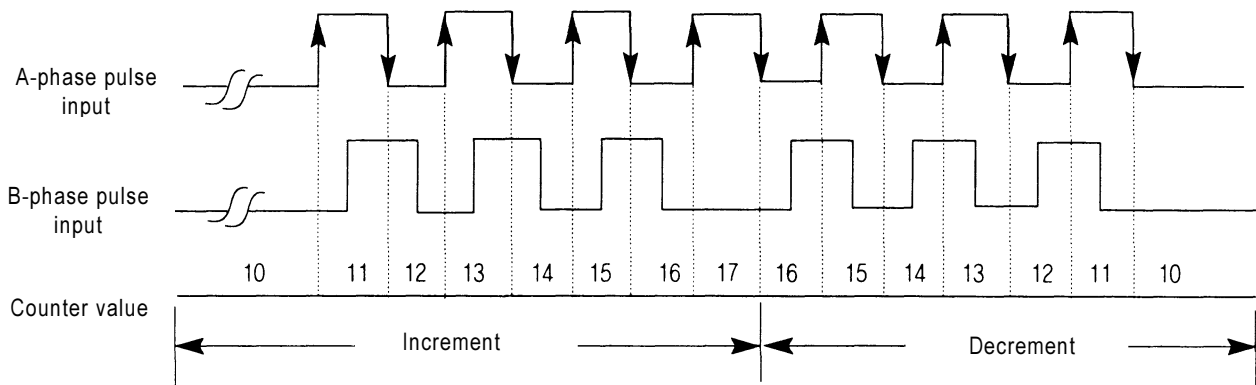 A-phase pulse
input
B-phase pulse
input
10 11 12 13 14 15 16 17 16 15 14 13 12 11 10
Counter value
Increment Decrement